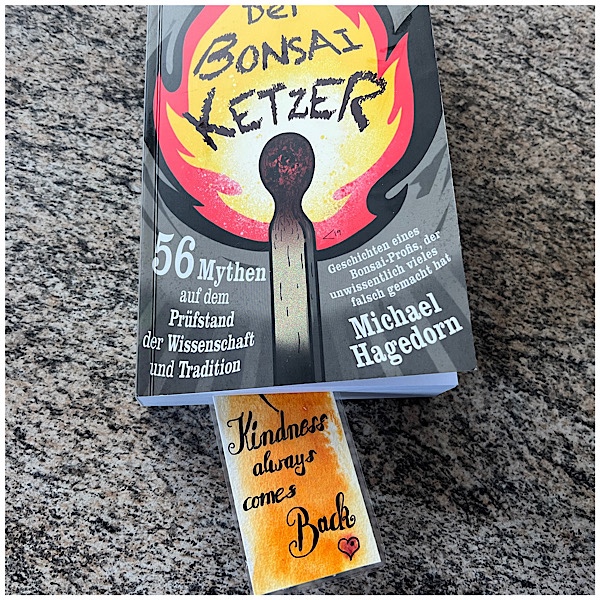 Der
BONSAI
KETZER
56 Mythen
auf dem
Prüfstand
der Wissenschaft
und Tradition
Geschichten eines
Bonsai-Profis, der
unwissentlich vieles
falsch gemacht hat
Michael
Hagedorn
Kindness
always
comes
Back